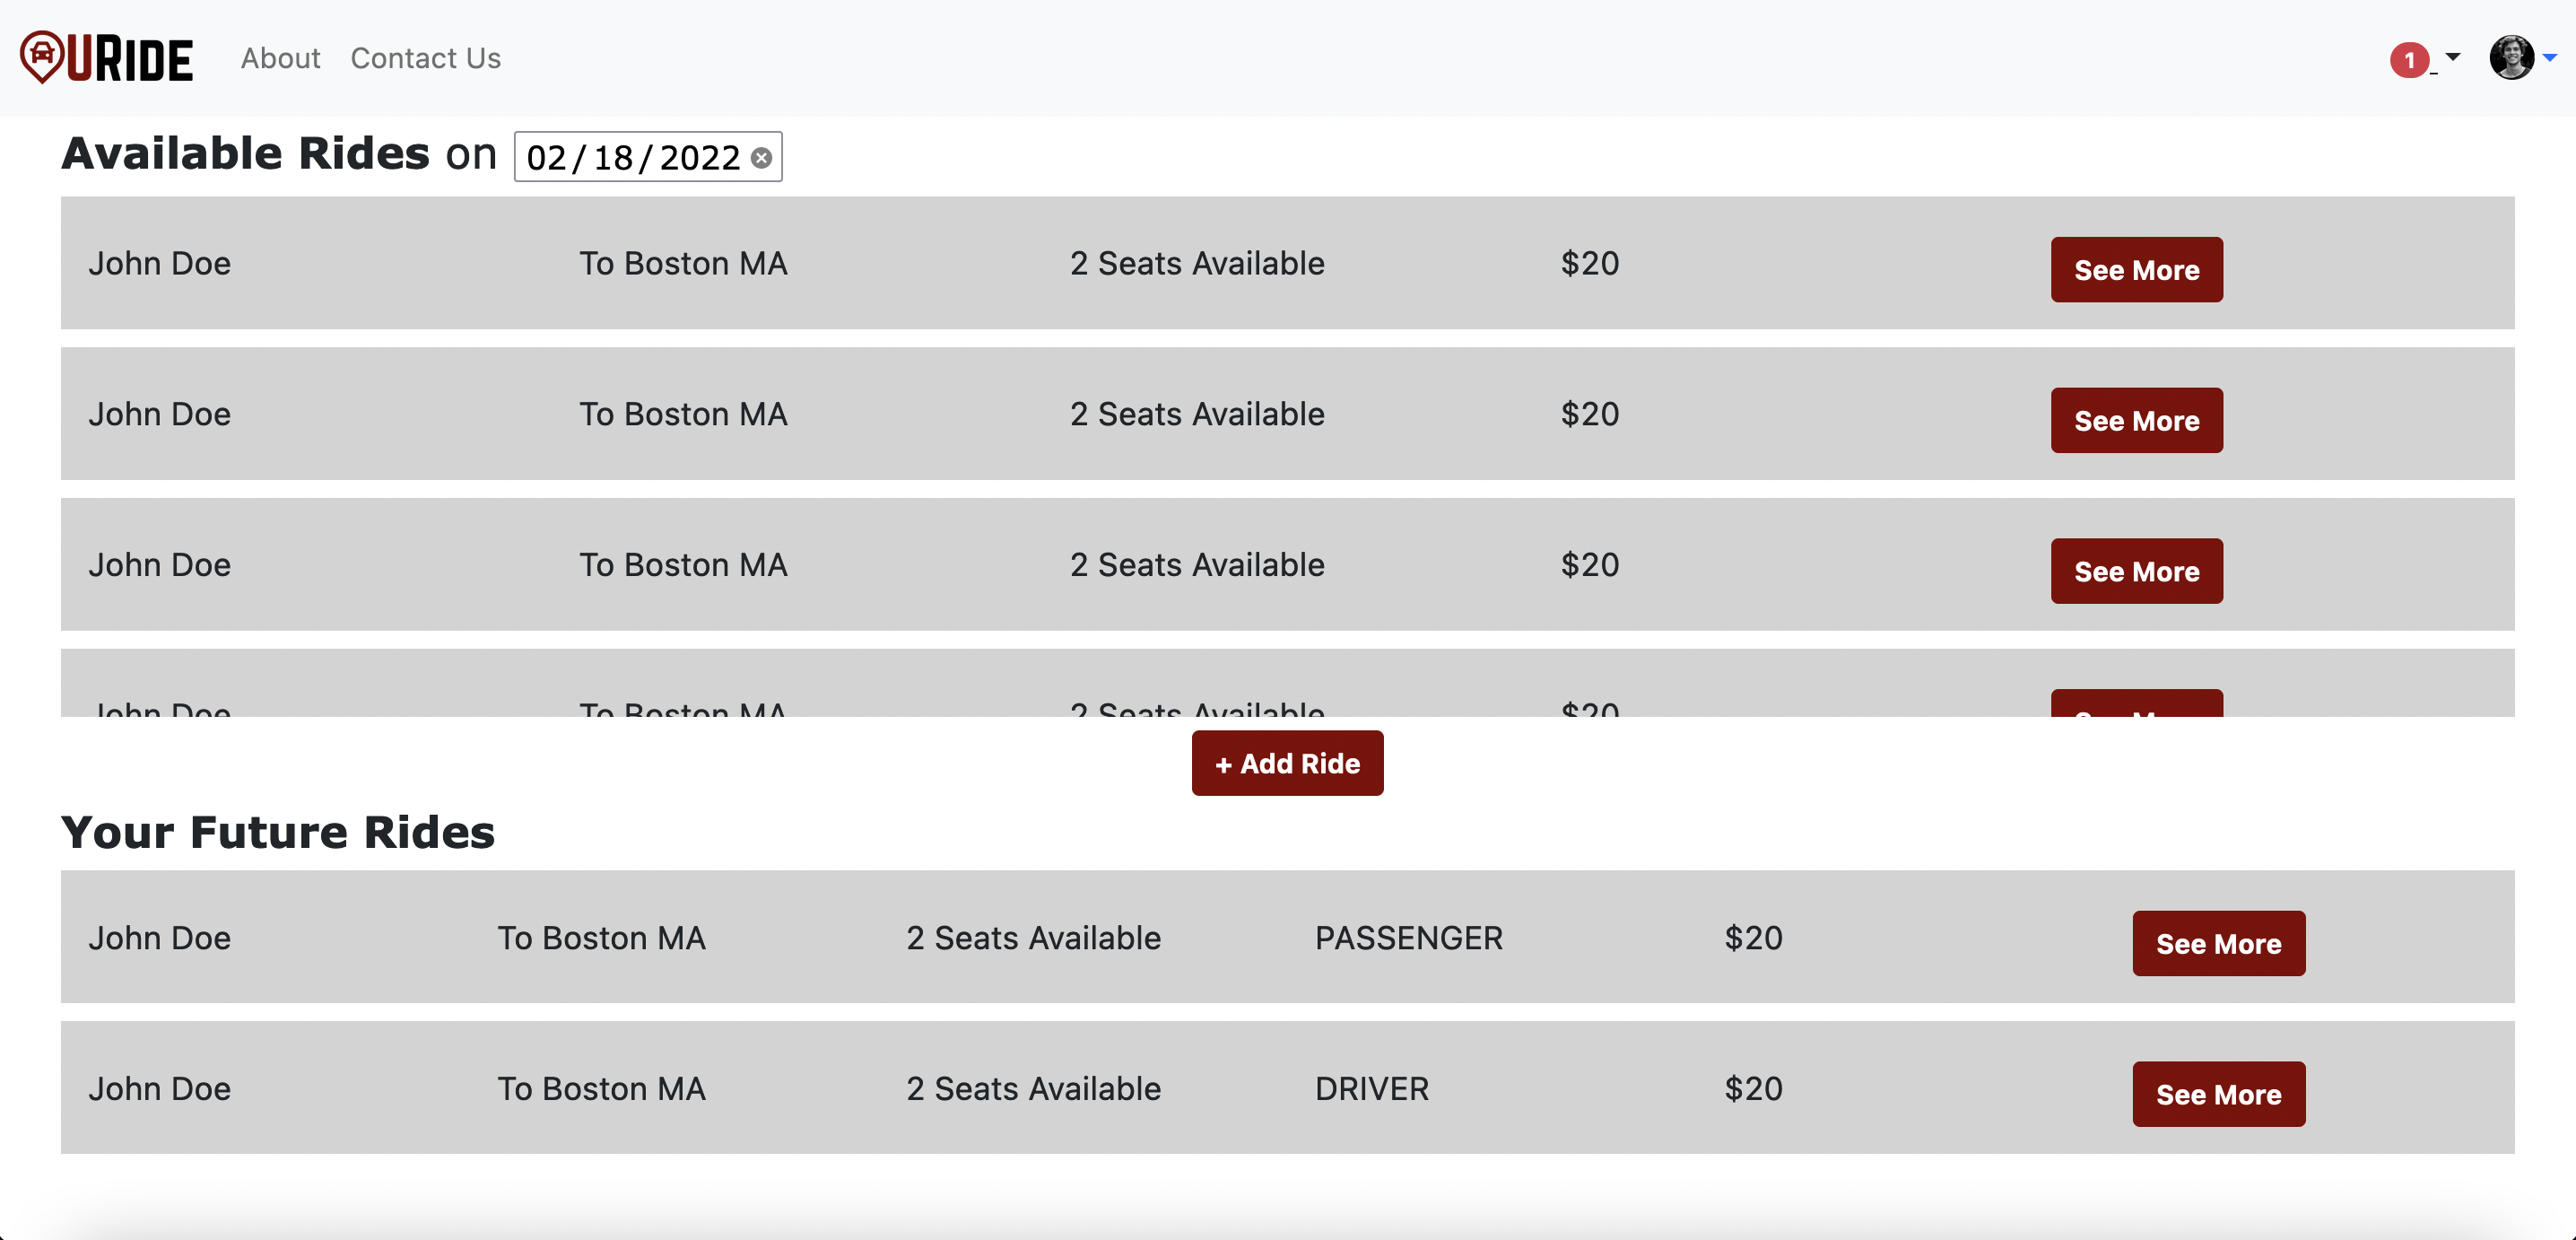 URIDE About Contact Us 1
Available Rides on 02/18/2022
John Doe To Boston MA 2 Seats Available $20 See More
John Doe To Boston MA 2 Seats Available $20 See More
John Doe To Boston MA 2 Seats Available $20 See More
John Doe To Boston MA 2 Seats Available $20 See More
+ Add Ride
Your Future Rides
John Doe To Boston MA 2 Seats Available PASSENGER $20 See More
John Doe To Boston MA 2 Seats Available DRIVER $20 See More